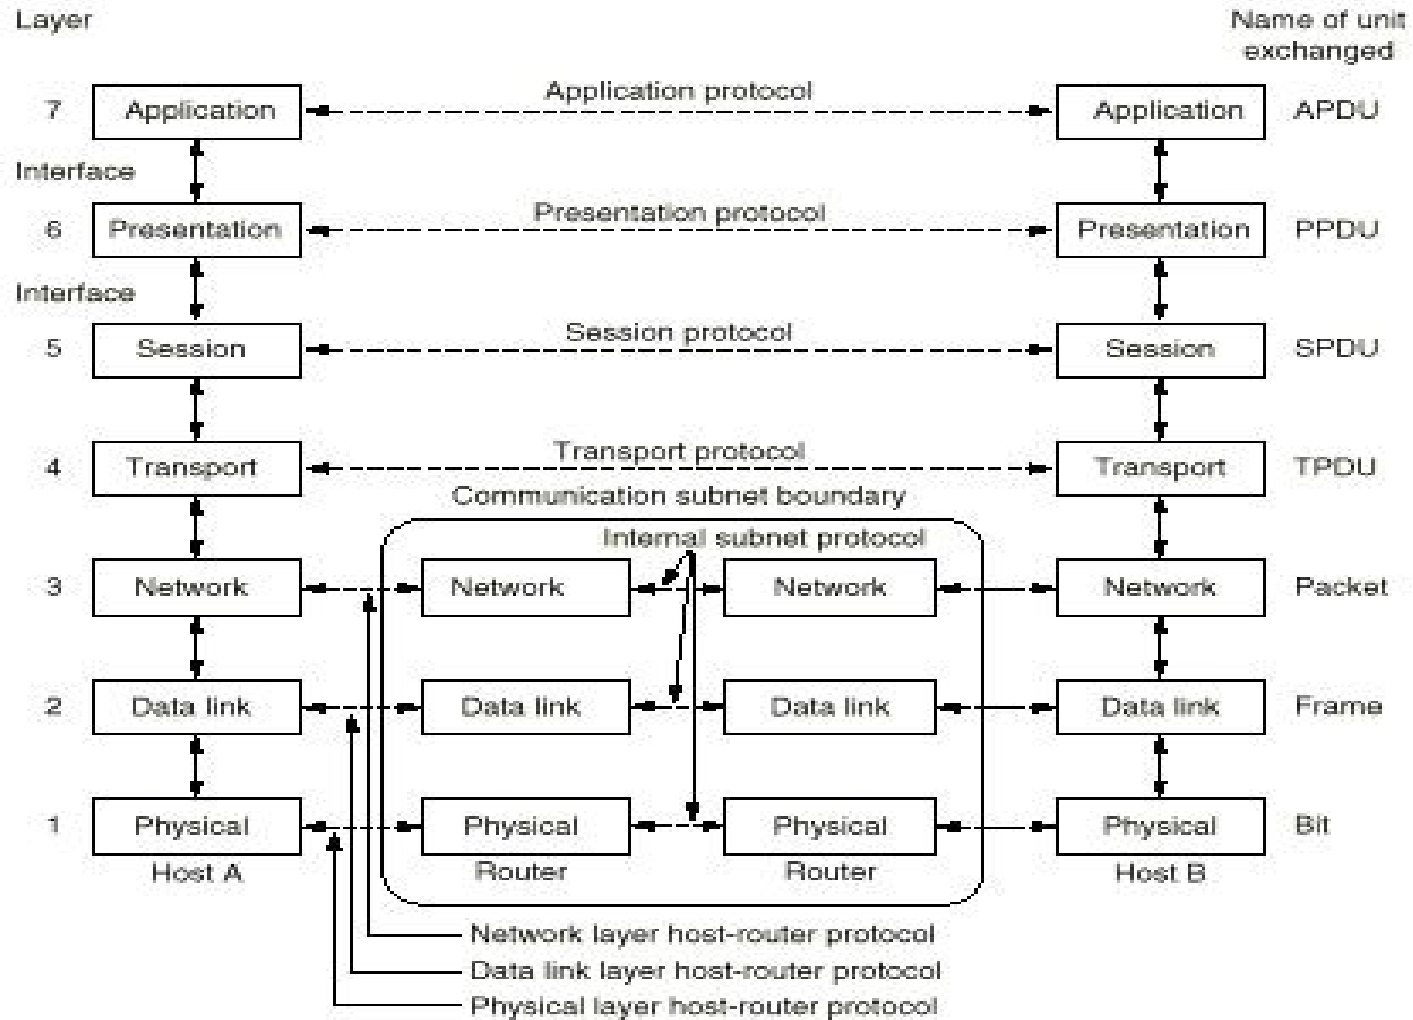 Layer
Name of unit
exchanged
Application protocol
7 Application Application APDU
Interface
Presentation protocol
6 Presentation Presentation PPDU
Interface
Session protocol
5 Session Session SPDU
Transport protocol
4 Transport Transport TPDU
Communication subnet boundary
Internal subnet protocol
3 Network Network Network Network Packet
2 Data link Data link Data link Data link Frame
1 Physical Physical Physical Physical Bit
Host A Router Router Host B
Network layer host-router protocol
Data link layer host-router protocol
Physical layer host-router protocol